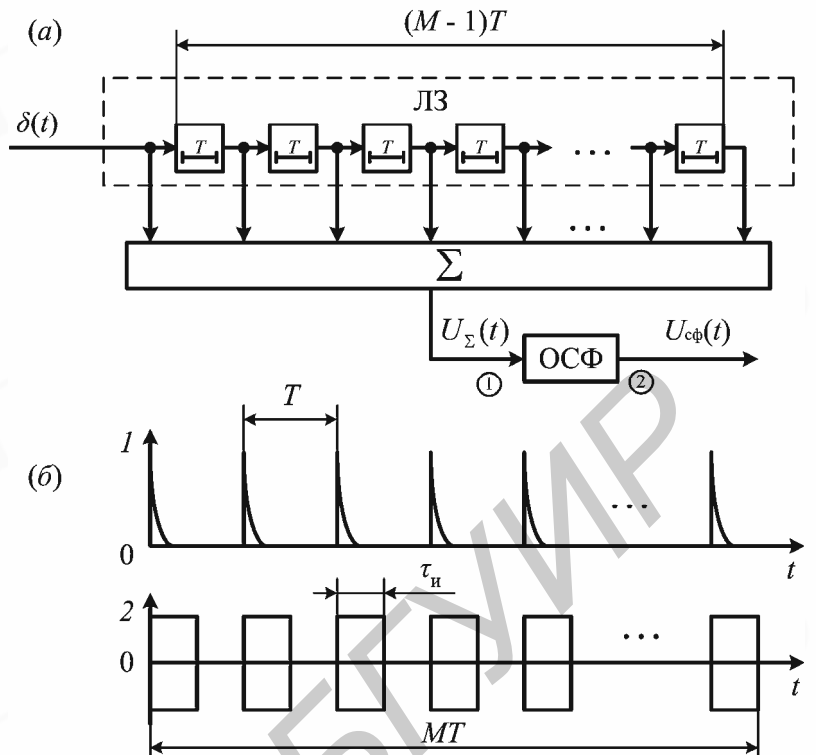 (а)
(M - 1)T
ЛЗ
δ(t)
T T T T . . . T
. . .
Σ
U_Σ(t)
ОСФ
U_сф(t)
1 2
(б)
T
1
. . .
0
t
τ_и
2
. . .
0
t
MT
БГУИР